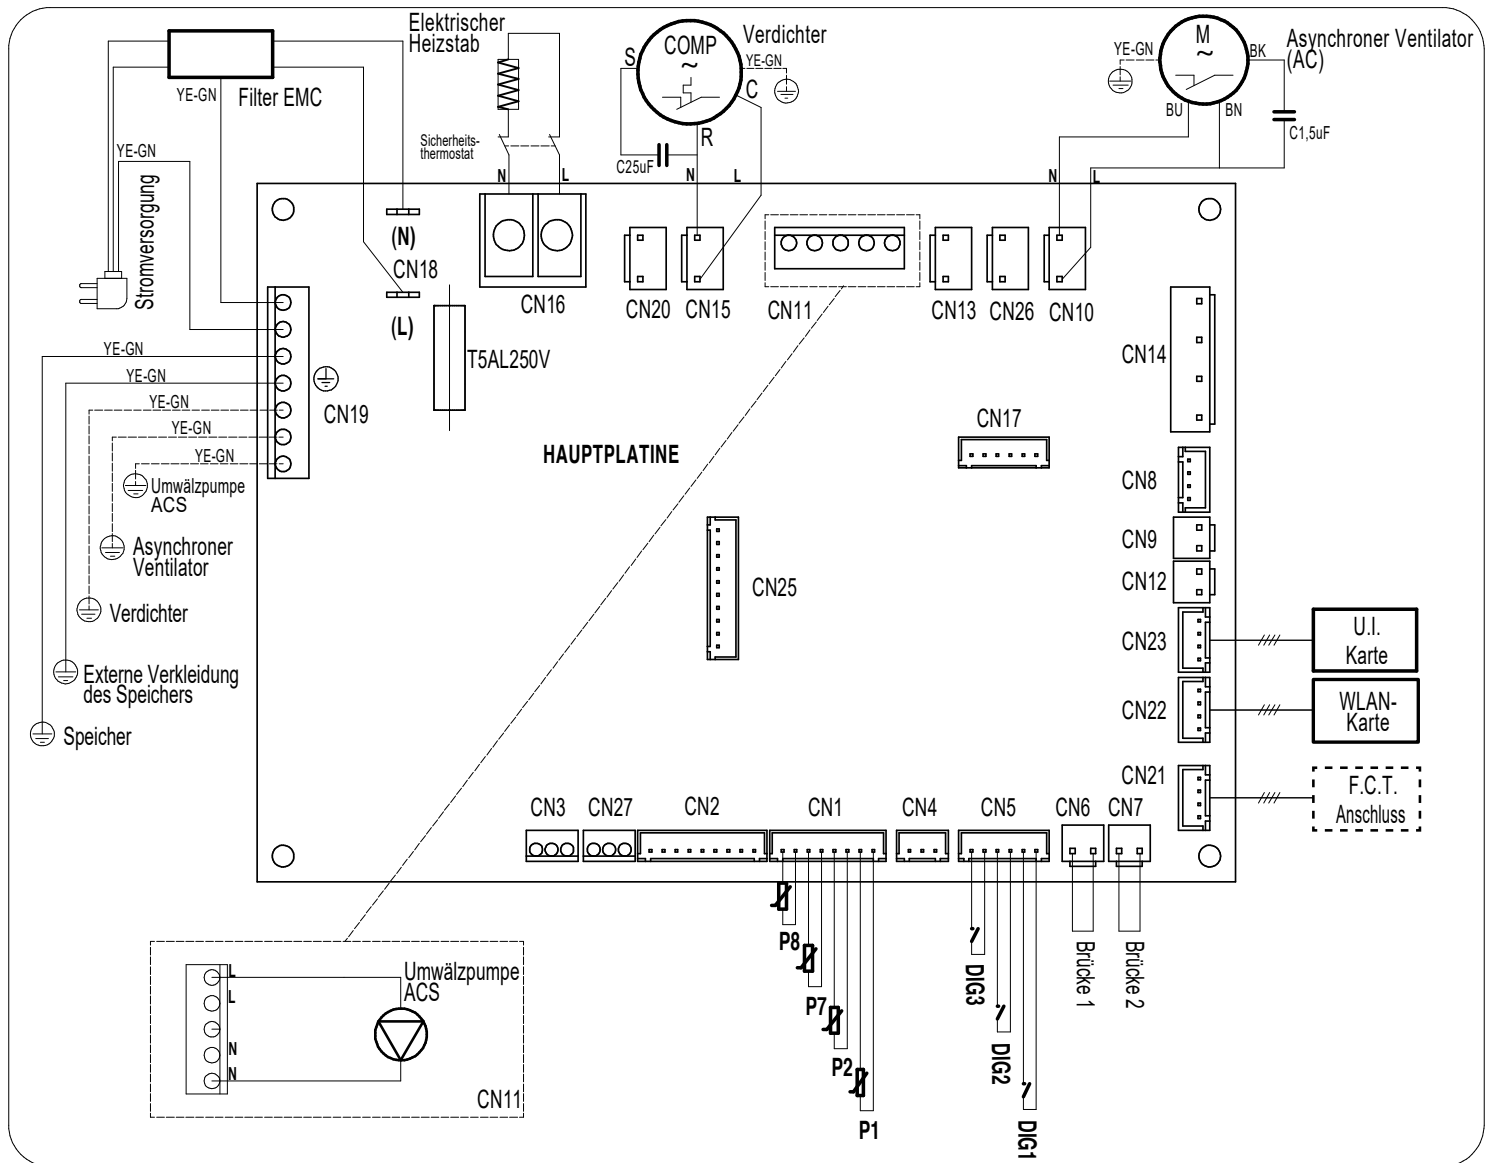 Elektrischer
Heizstab
COMP
~
S
YE-GN
C
R
Verdichter
M
~
YE-GN
BK
BU
BN
Asynchroner Ventilator
(AC)
C1,5uF
YE-GN
Filter EMC
YE-GN
Sicherheits-
thermostat
C25uF
N
L
N
L
N
L
Stromversorgung
(N)
CN18
(L)
CN16
CN20
CN15
CN11
CN13
CN26
CN10
T5AL250V
CN14
YE-GN
YE-GN
YE-GN
YE-GN
YE-GN
CN19
CN17
HAUPTPLATINE
CN8
Umwälzpumpe
ACS
CN9
Asynchroner
Ventilator
CN12
CN25
Verdichter
CN23
U.I.
Karte
Externe Verkleidung
des Speichers
CN22
WLAN-
Karte
Speicher
CN21
F.C.T.
Anschluss
CN3
CN27
CN2
CN1
CN4
CN5
CN6
CN7
P8
P7
P2
P1
DIG3
DIG2
DIG1
Brücke 1
Brücke 2
L
L
N
N
Umwälzpumpe
ACS
CN11